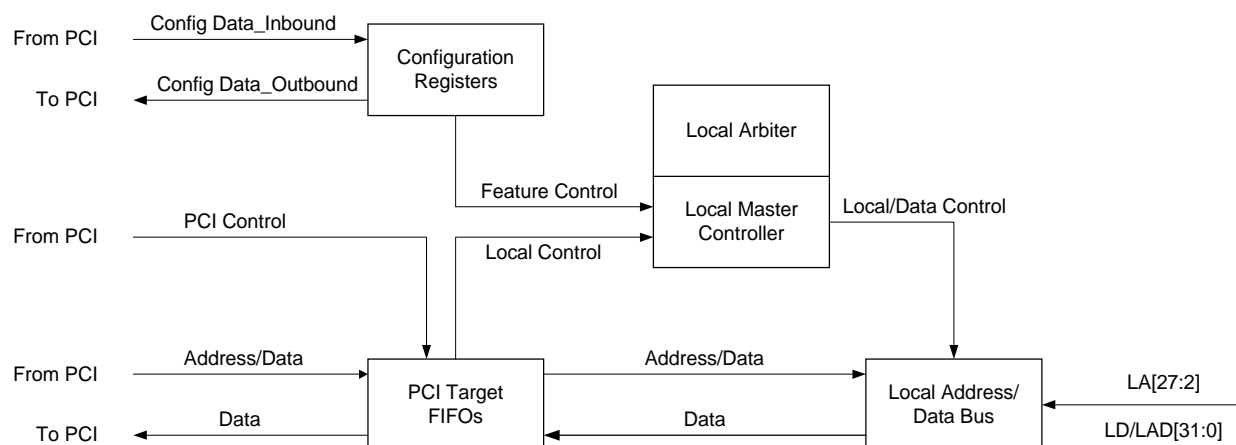 From PCI
Config Data_Inbound
Configuration
Registers
To PCI
Config Data_Outbound
Local Arbiter
Feature Control
Local Master
Controller
Local/Data Control
From PCI
PCI Control
Local Control
From PCI
Address/Data
PCI Target
FIFOs
Address/Data
Local Address/
Data Bus
LA[27:2]
To PCI
Data
Data
LD/LAD[31:0]